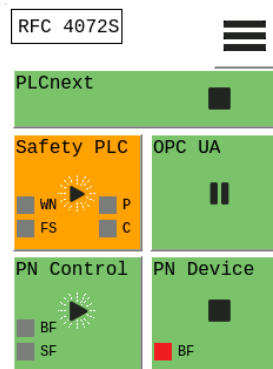 RFC 4072S
PLCnext
Safety PLC
OPC UA
WN P
FS C
PN Control
PN Device
BF
SF
BF